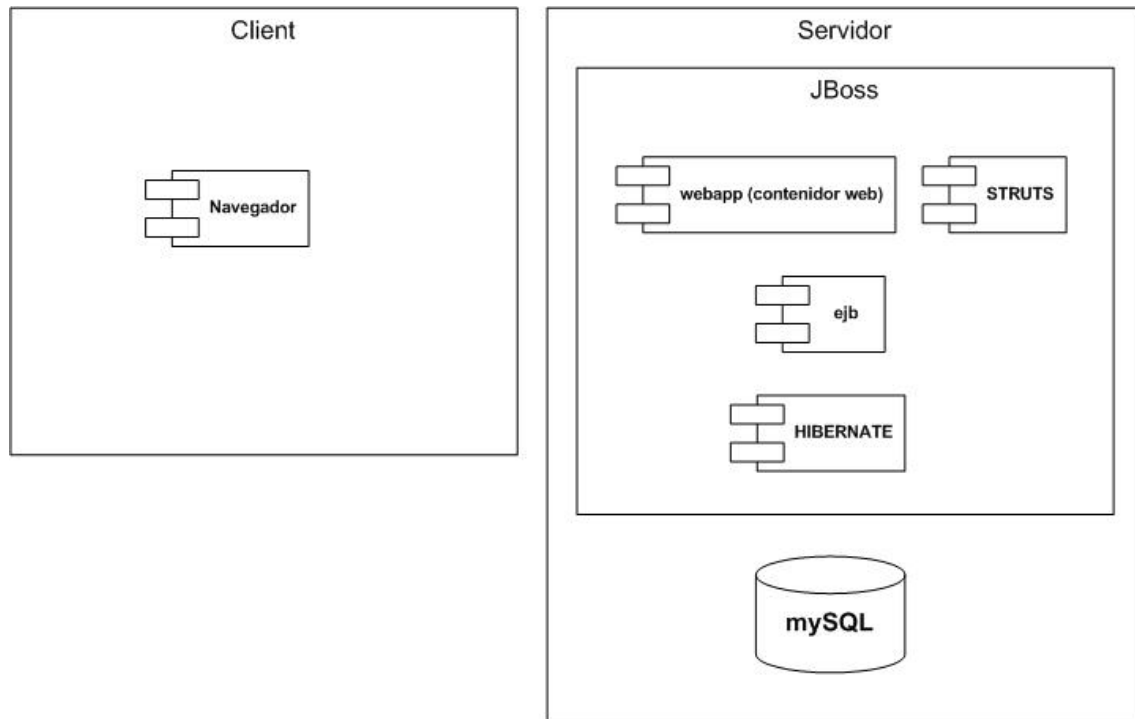 Client
Servidor
JBoss
Navegador
webapp (contenidor web)
STRUTS
ejb
HIBERNATE
mySQL